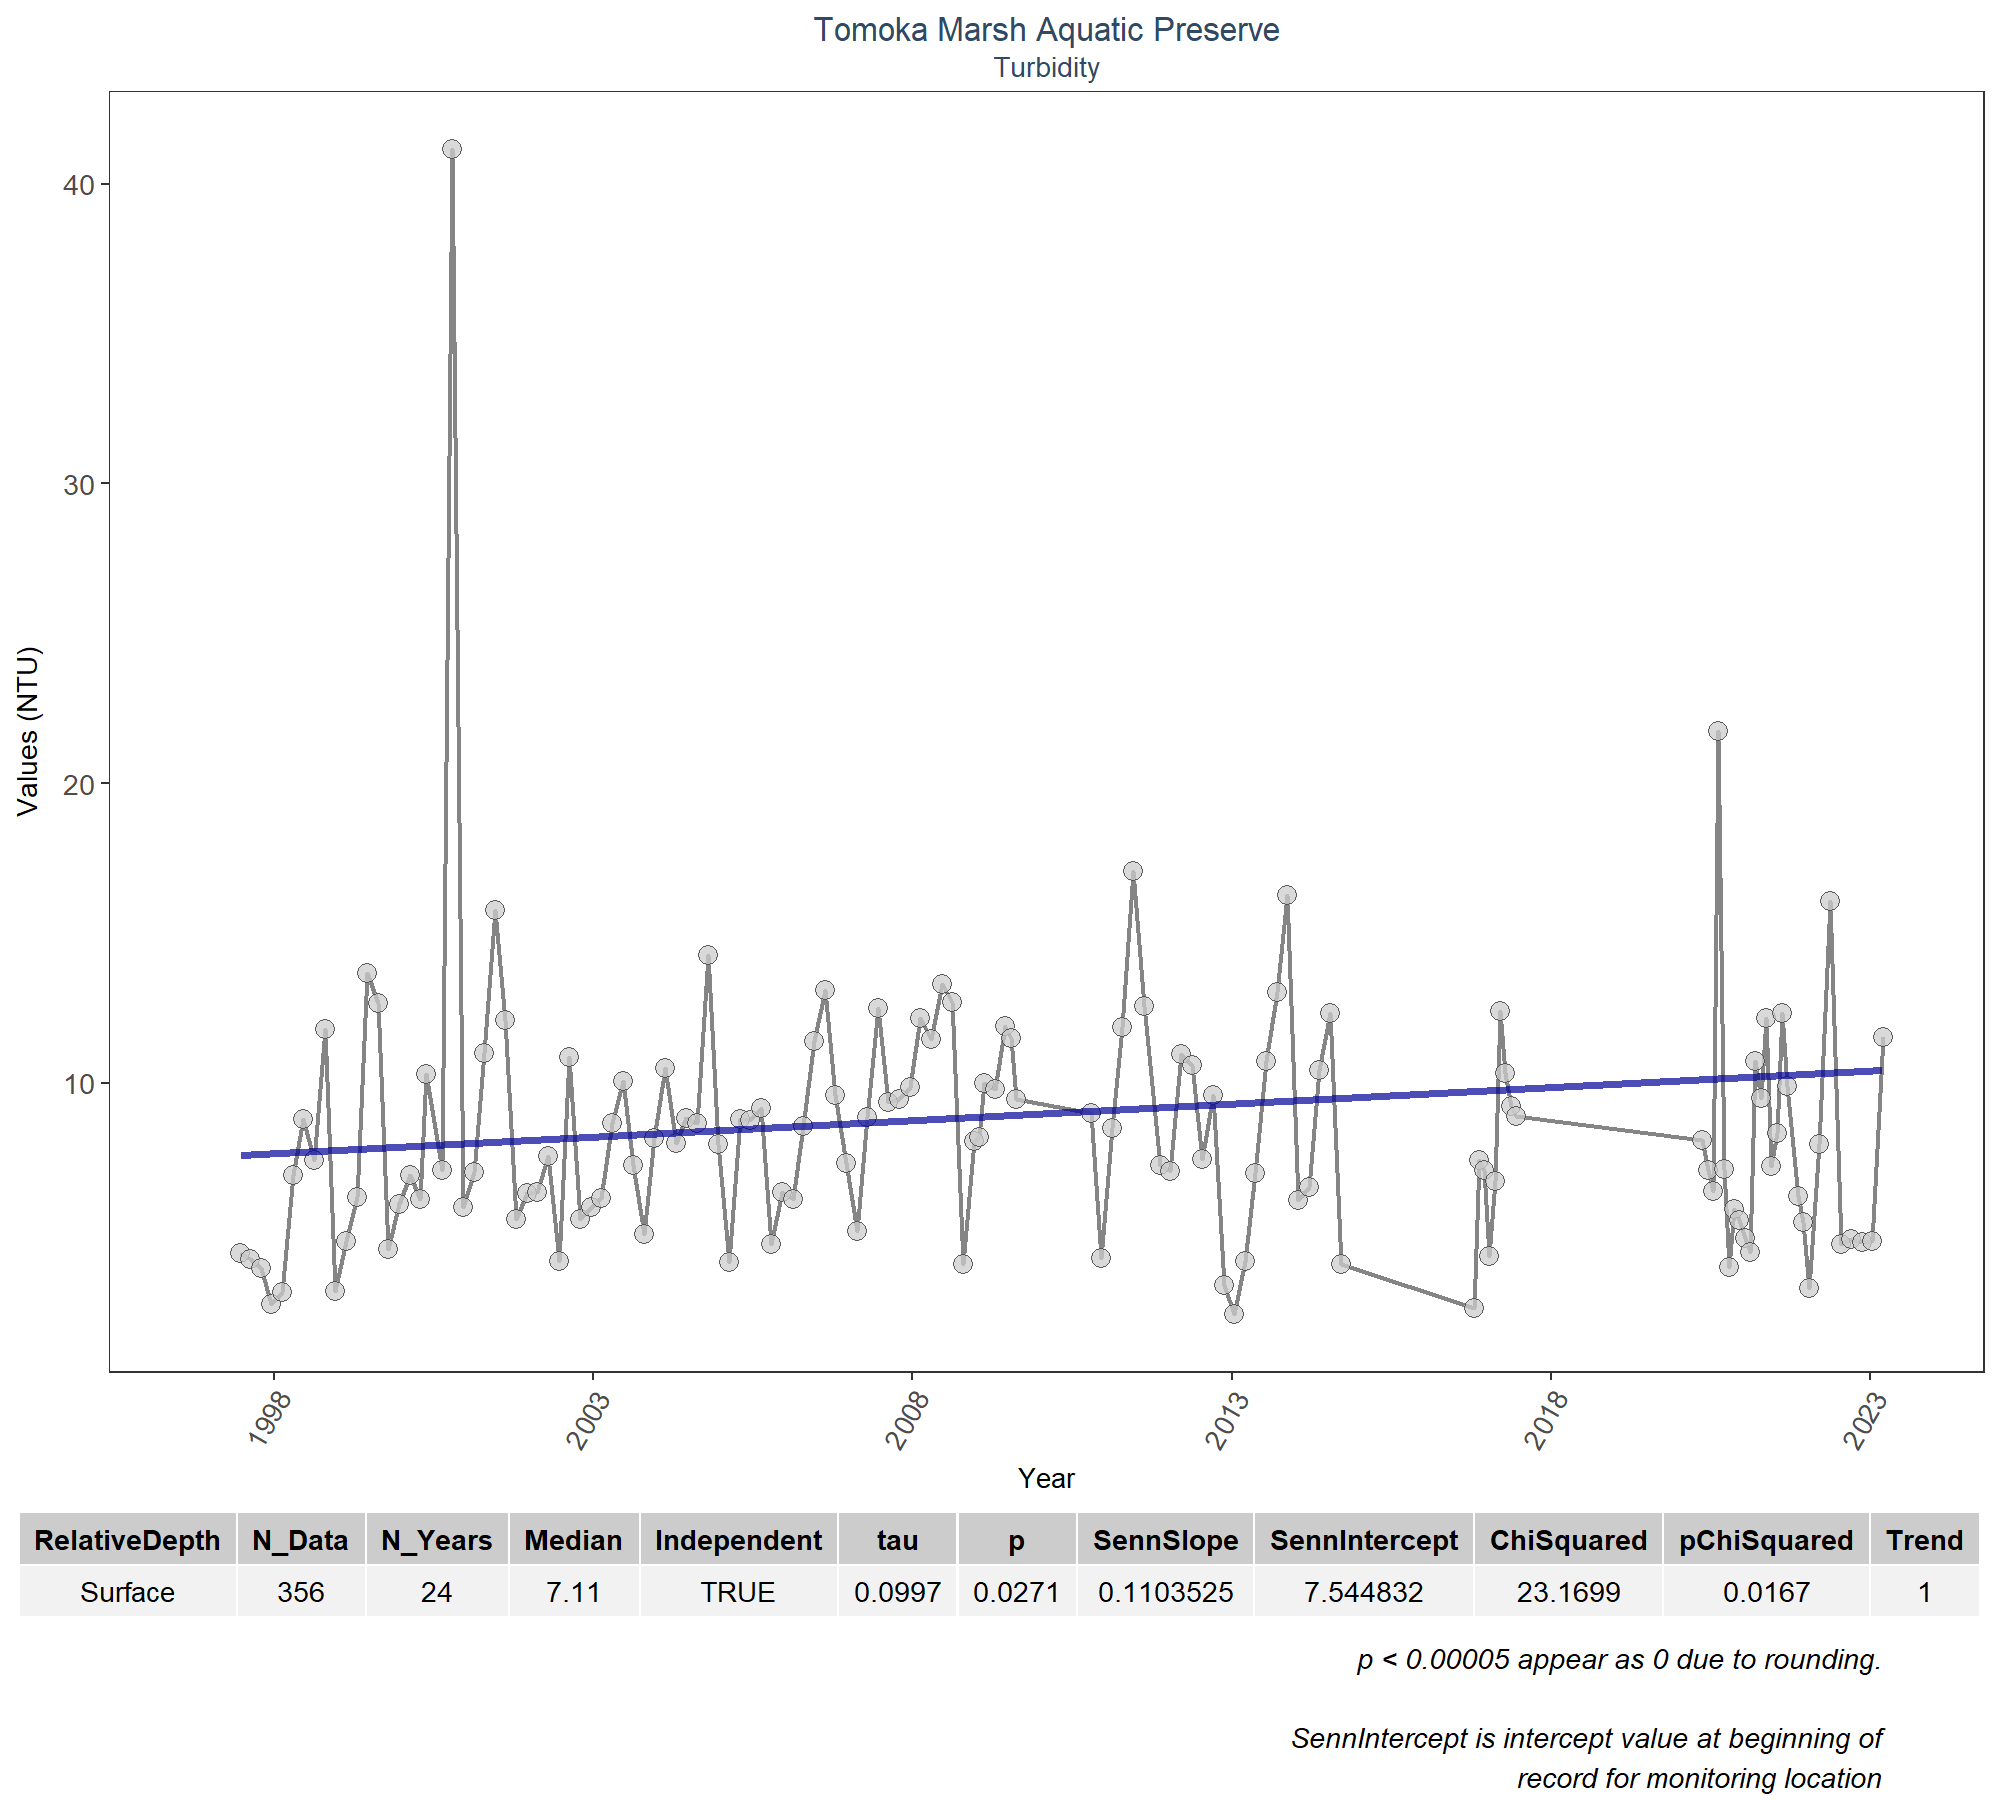 Tomoka Marsh Aquatic Preserve
Turbidity
40
30
20
10
Values (NTU)
1998 2003 2008 2013 2018 2023
Year
RelativeDepth N_Data N_Years Median Independent tau p SennSlope SennIntercept ChiSquared pChiSquared Trend
Surface 356 24 7.11 TRUE 0.0997 0.0271 0.1103525 7.544832 23.1699 0.0167 1
p < 0.00005 appear as 0 due to rounding.
SennIntercept is intercept value at beginning of
record for monitoring location